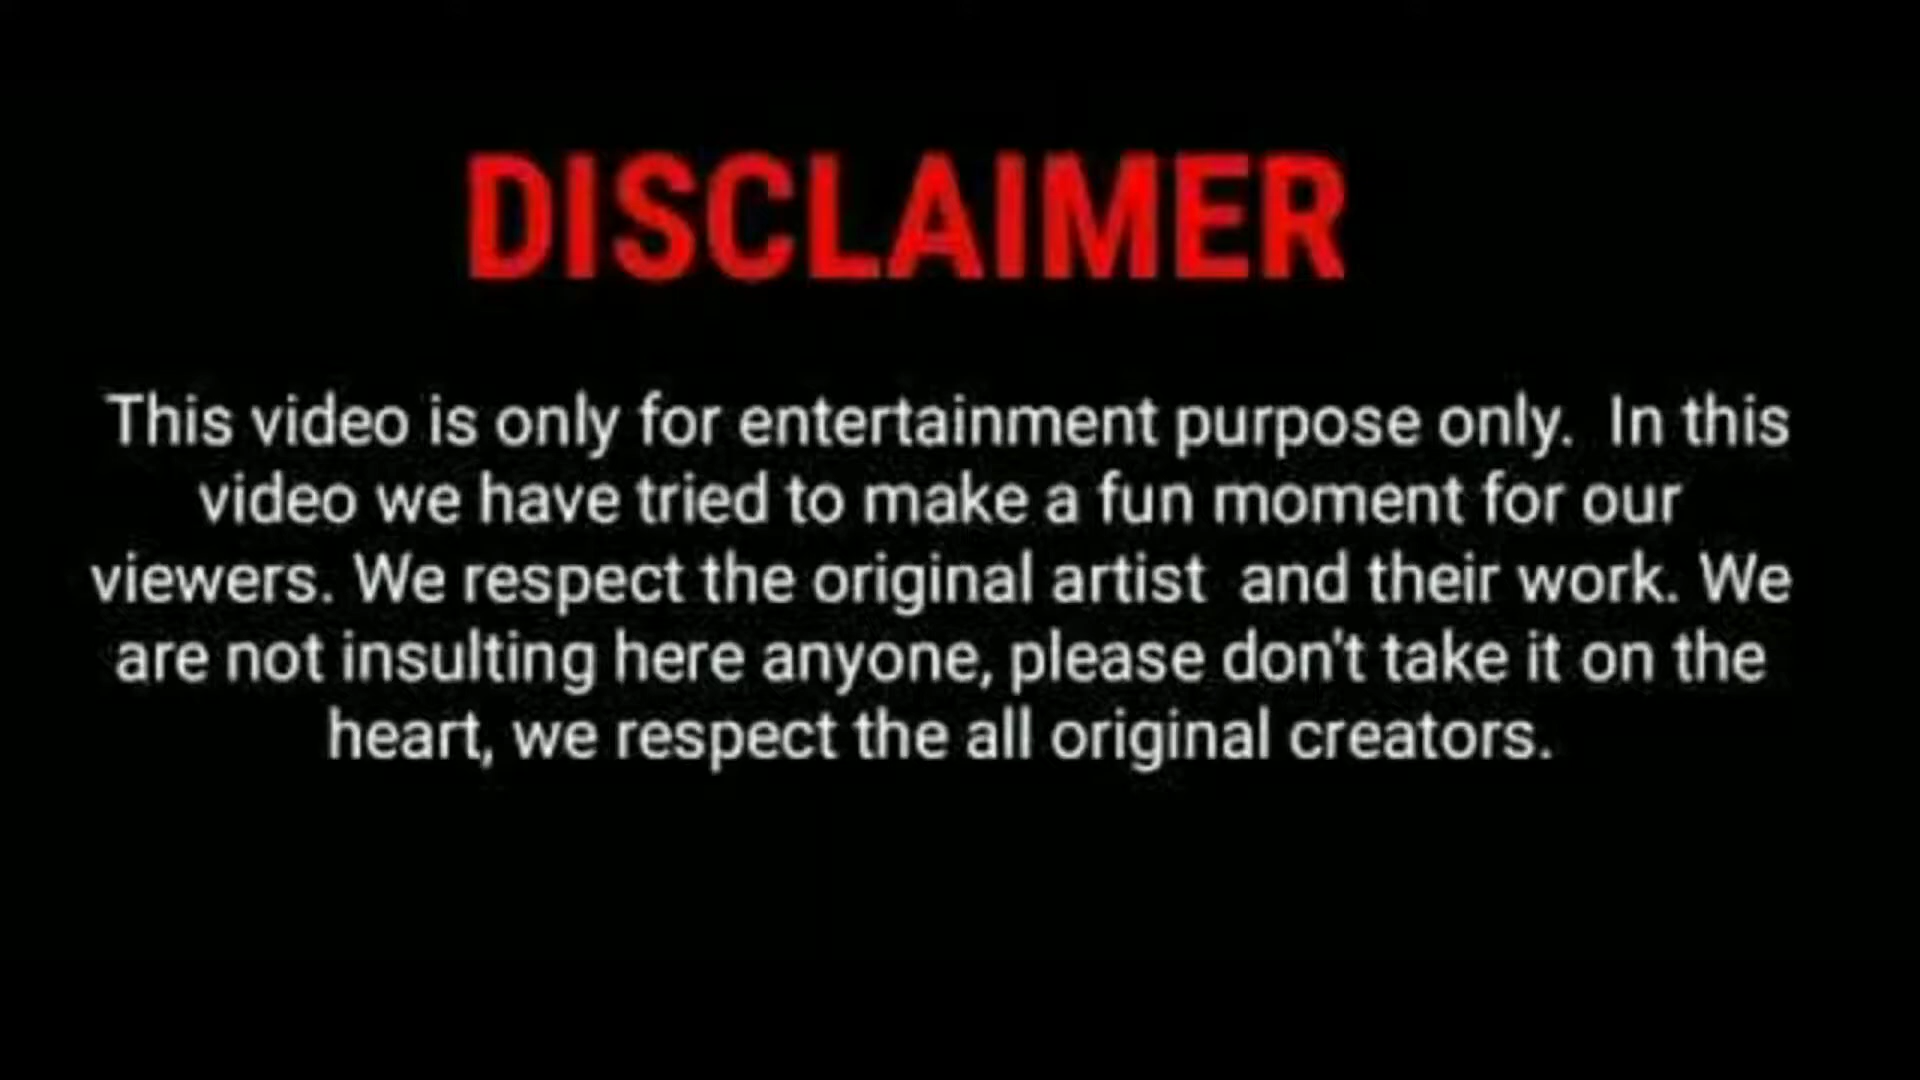 DISCLAIMER
This video is only for entertainment purpose only.  In this
video we have tried to make a fun moment for our
viewers. We respect the original artist  and their work. We
are not insulting here anyone, please don't take it on the
heart, we respect the all original creators.